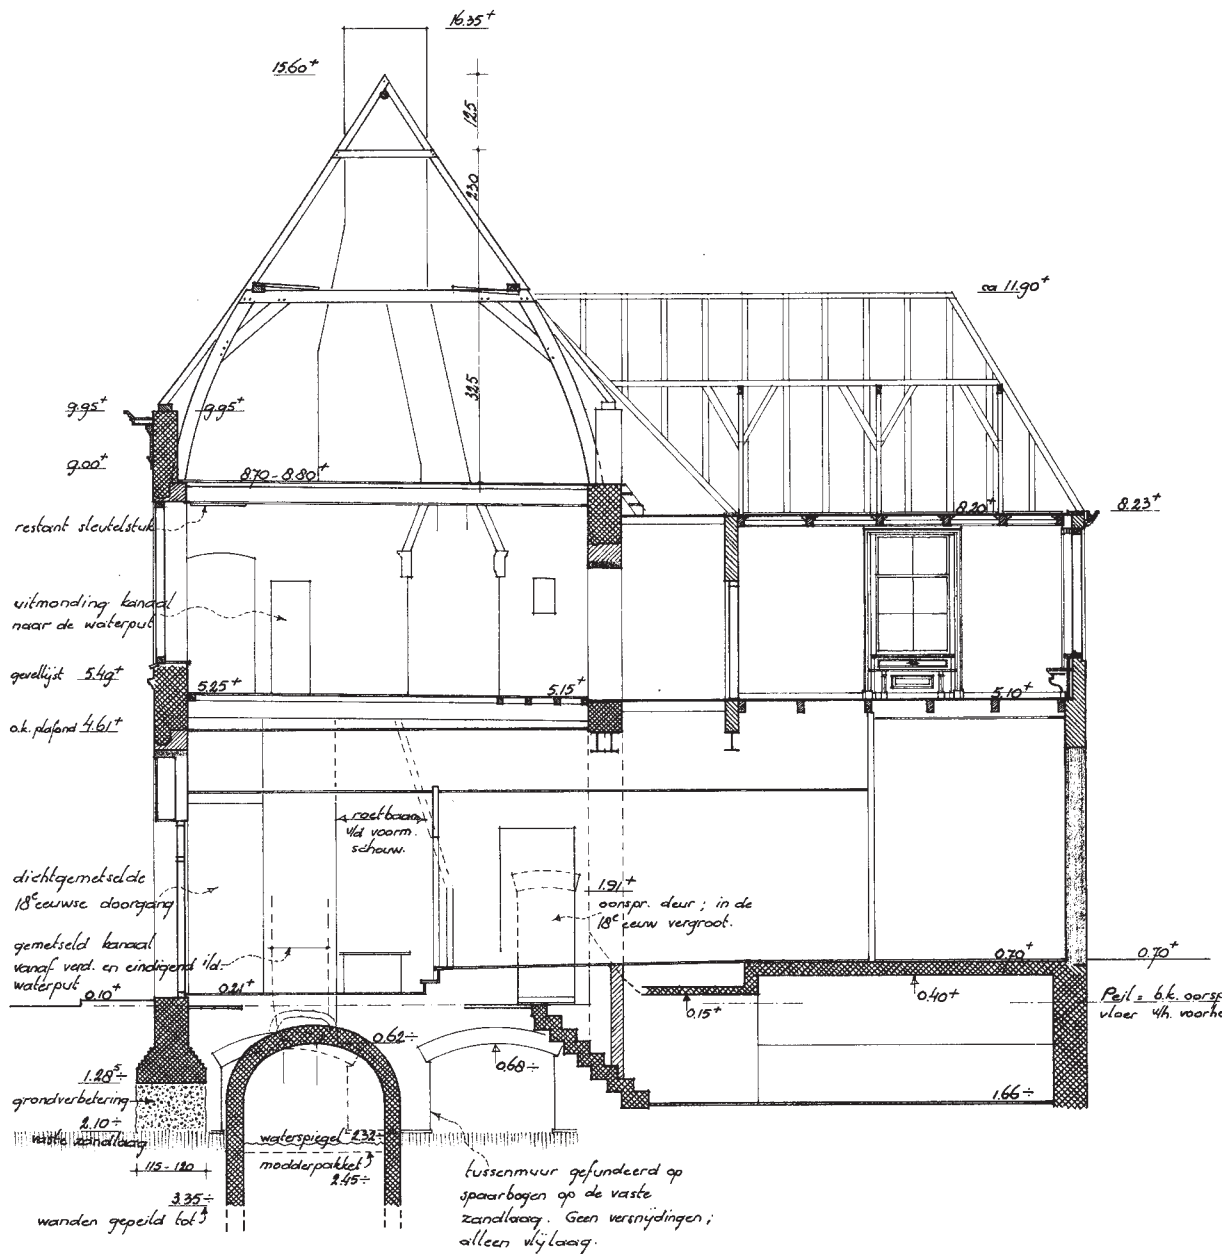 16.35⁺
15.60⁺
125
230
ca 11.90⁺
325
9.95⁺
9.95⁺
9.00⁺
8.70 - 8.80⁺
8.20⁺
8.23⁺
restant sleutelstuk
uitmonding kanaal
naar de waterput
gevellijst 5.49⁺
5.25⁺
5.15⁺
5.10⁺
o.k. plafond 4.61⁺
roetbaan
v/d voorm.
schouw.
dichtgemetselde
18ᵉ eeuwse doorgang
1.91⁺
oorspr. deur ; in de
18ᵉ eeuw vergroot.
gemetseld kanaal
vanaf verd. en eindigend i/d.
waterput
0.70⁺
0.70⁺
0.10⁺
0.21⁺
0.15⁺
0.40⁺
Peil = b.k. oorsp
vloer v/h. voorhe
0.62÷
0.68÷
1.28⁵÷
grondverbetering
1.66÷
2.10÷
vaste zandlaag
waterspiegel 2.32÷
115 - 120
modderpakket
2.45÷
3.35÷
wanden gepeild tot
tussenmuur gefundeerd op
spaarbogen op de vaste
zandlaag. Geen versnijdingen ;
alleen vlijlaag.